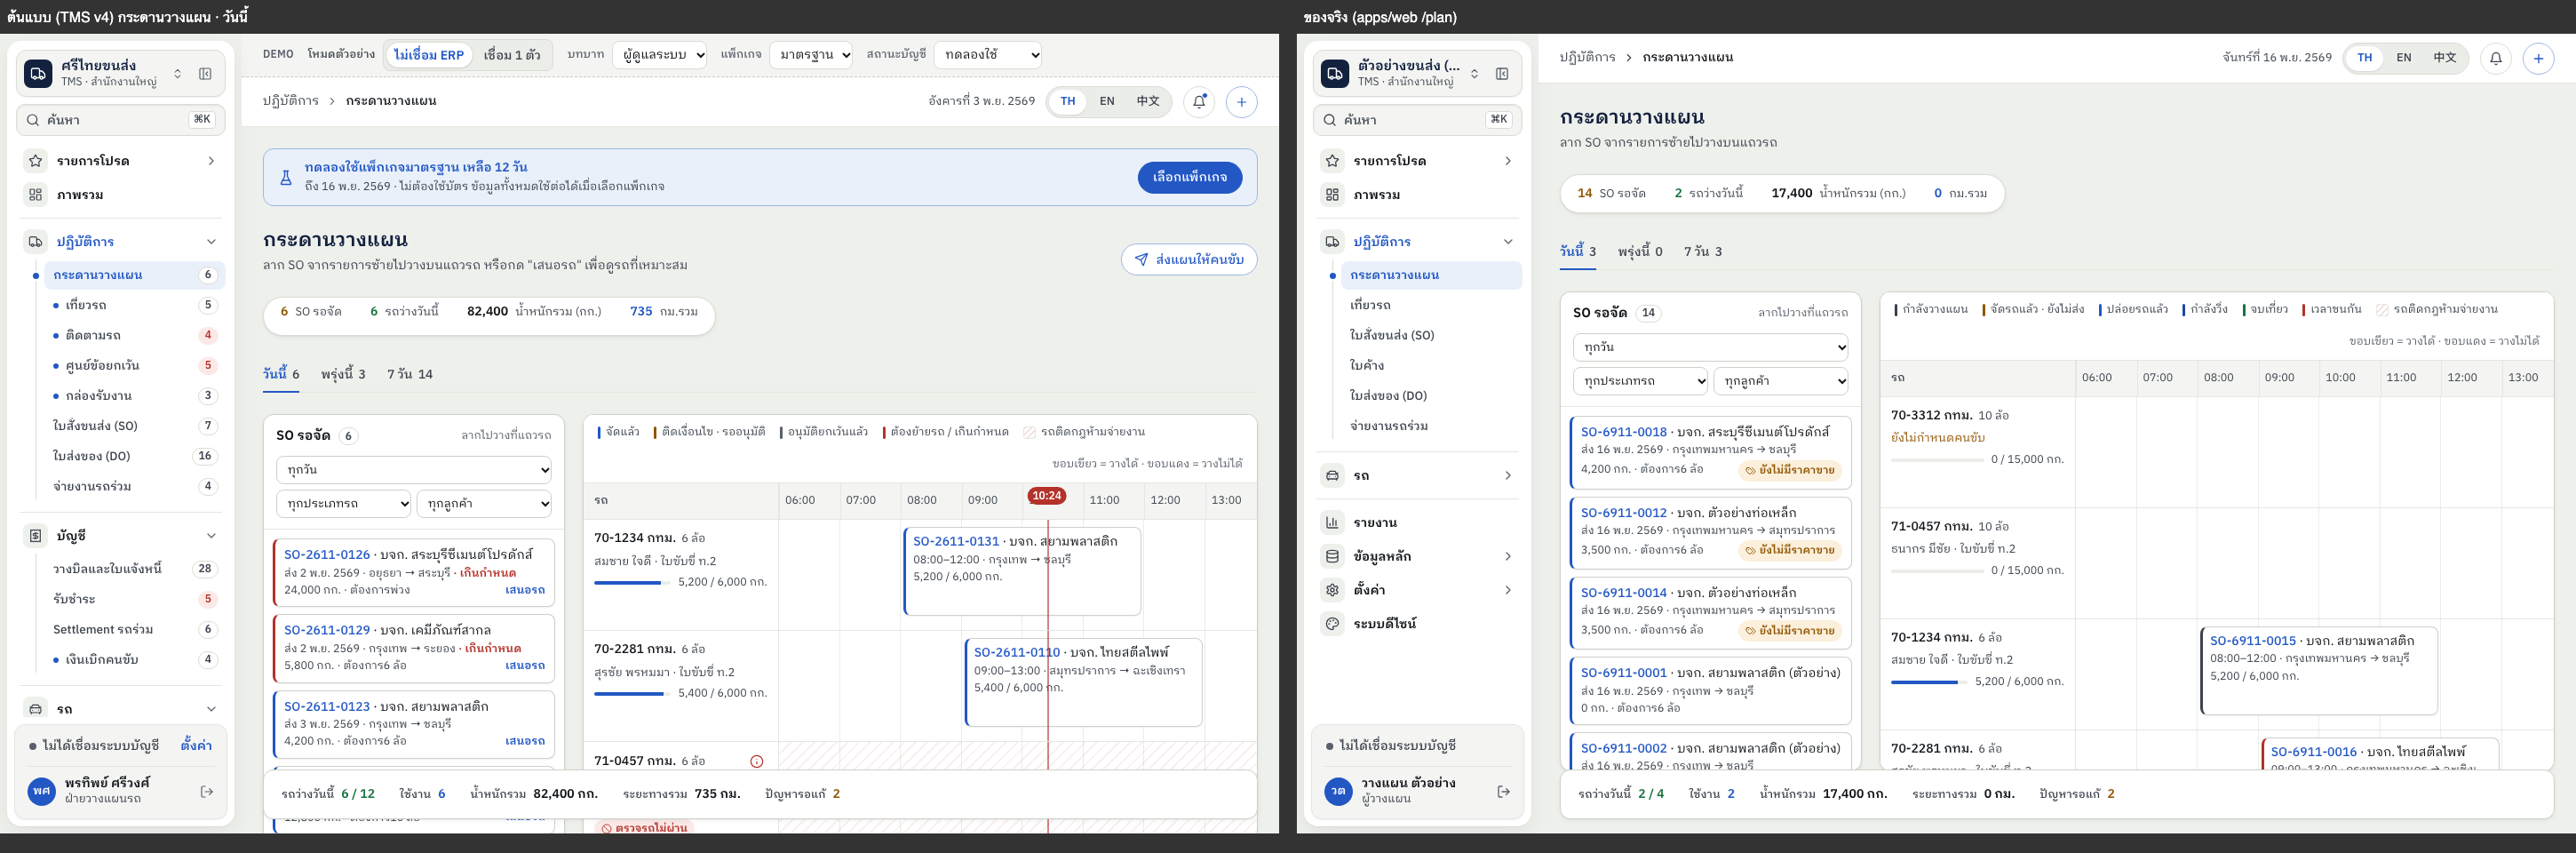 ต้นแบบ (TMS v4) กระดานวางแผน · วันนี้
ศรีไทยขนส่ง
TMS · สำนักงานใหญ่
ค้นหา ⌘K
รายการโปรด
ภาพรวม
ปฏิบัติการ
กระดานวางแผน 6
เที่ยวรถ 5
ติดตามรถ 4
ศูนย์ข้อยกเว้น 5
กล่องรับงาน 3
ใบสั่งขนส่ง (SO) 7
ใบส่งของ (DO) 16
จ่ายงานรถร่วม 4
บัญชี
วางบิลและใบแจ้งหนี้ 28
รับชำระ 5
Settlement รถร่วม 6
เงินเบิกคนขับ 4
รถ
ไม่ได้เชื่อมระบบบัญชี ตั้งค่า
พศ พรทิพย์ ศรีวงศ์
ฝ่ายวางแผนรถ
DEMO โหมดตัวอย่าง ไม่เชื่อม ERP เชื่อม 1 ตัว บทบาท ผู้ดูแลระบบ แพ็กเกจ มาตรฐาน สถานะบัญชี ทดลองใช้
ปฏิบัติการ > กระดานวางแผน อังคารที่ 3 พ.ย. 2569 TH EN 中文
ทดลองใช้แพ็กเกจมาตรฐาน เหลือ 12 วัน
ถึง 16 พ.ย. 2569 · ไม่ต้องใช้บัตร ข้อมูลทั้งหมดใช้ต่อได้เมื่อเลือกแพ็กเกจ
เลือกแพ็กเกจ
กระดานวางแผน
ลาก SO จากรายการซ้ายไปวางบนแถวรถ หรือกด "เสนอรถ" เพื่อดูรถที่เหมาะสม
ส่งแผนให้คนขับ
6 SO รอจัด 6 รถว่างวันนี้ 82,400 น้ำหนักรวม (กก.) 735 กม.รวม
วันนี้ 6 พรุ่งนี้ 3 7 วัน 14
SO รอจัด 6 ลากไปวางที่แถวรถ
ทุกวัน
ทุกประเภทรถ ทุกลูกค้า
SO-2611-0126 · บจก. สระบุรีซีเมนต์โปรดักส์
ส่ง 2 พ.ย. 2569 · อยุธยา → สระบุรี · เกินกำหนด
24,000 กก. · ต้องการพ่วง เสนอรถ
SO-2611-0129 · บจก. เคมีภัณฑ์สากล
ส่ง 2 พ.ย. 2569 · กรุงเทพ → ระยอง · เกินกำหนด
5,800 กก. · ต้องการ6 ล้อ เสนอรถ
SO-2611-0123 · บจก. สยามพลาสติก
ส่ง 3 พ.ย. 2569 · กรุงเทพ → ชลบุรี
4,200 กก. · ต้องการ6 ล้อ เสนอรถ
จัดแล้ว ติดเงื่อนไข · รออนุมัติ อนุมัติยกเว้นแล้ว ต้องย้ายรถ / เกินกำหนด รถติดกฎห้ามจ่ายงาน
ขอบเขียว = วางได้ · ขอบแดง = วางไม่ได้
รถ 06:00 07:00 08:00 09:00 10:24 11:00 12:00 13:00
70-1234 กทม. 6 ล้อ
สมชาย ใจดี · ใบขับขี่ ท.2
5,200 / 6,000 กก.
SO-2611-0131 · บจก. สยามพลาสติก
08:00–12:00 · กรุงเทพ → ชลบุรี
5,200 / 6,000 กก.
70-2281 กทม. 6 ล้อ
สุรชัย พรหมมา · ใบขับขี่ ท.2
5,400 / 6,000 กก.
SO-2611-0110 · บจก. ไทยสตีลไพพ์
09:00–13:00 · สมุทรปราการ → ฉะเชิงเทรา
5,400 / 6,000 กก.
71-0457 กทม. 6 ล้อ
รถว่างวันนี้ 6 / 12 ใช้งาน 6 น้ำหนักรวม 82,400 กก. ระยะทางรวม 735 กม. ปัญหารอแก้ 2
ตรวจรถไม่ผ่าน
ของจริง (apps/web /plan)
ตัวอย่างขนส่ง (...
TMS · สำนักงานใหญ่
ค้นหา ⌘K
รายการโปรด
ภาพรวม
ปฏิบัติการ
กระดานวางแผน
เที่ยวรถ
ใบสั่งขนส่ง (SO)
ใบค้าง
ใบส่งของ (DO)
จ่ายงานรถร่วม
รถ
รายงาน
ข้อมูลหลัก
ตั้งค่า
ระบบดีไซน์
ไม่ได้เชื่อมระบบบัญชี
วต วางแผน ตัวอย่าง
ผู้วางแผน
ปฏิบัติการ > กระดานวางแผน จันทร์ที่ 16 พ.ย. 2569 TH EN 中文
กระดานวางแผน
ลาก SO จากรายการซ้ายไปวางบนแถวรถ
14 SO รอจัด 2 รถว่างวันนี้ 17,400 น้ำหนักรวม (กก.) 0 กม.รวม
วันนี้ 3 พรุ่งนี้ 0 7 วัน 3
SO รอจัด 14 ลากไปวางที่แถวรถ
ทุกวัน
ทุกประเภทรถ ทุกลูกค้า
SO-6911-0018 · บจก. สระบุรีซีเมนต์โปรดักส์
ส่ง 16 พ.ย. 2569 · กรุงเทพมหานคร → ชลบุรี
4,200 กก. · ต้องการ6 ล้อ ยังไม่มีราคาขาย
SO-6911-0012 · บจก. ตัวอย่างท่อเหล็ก
ส่ง 16 พ.ย. 2569 · กรุงเทพมหานคร → สมุทรปราการ
3,500 กก. · ต้องการ6 ล้อ ยังไม่มีราคาขาย
SO-6911-0014 · บจก. ตัวอย่างท่อเหล็ก
ส่ง 16 พ.ย. 2569 · กรุงเทพมหานคร → สมุทรปราการ
3,500 กก. · ต้องการ6 ล้อ ยังไม่มีราคาขาย
SO-6911-0001 · บจก. สยามพลาสติก (ตัวอย่าง)
ส่ง 16 พ.ย. 2569 · กรุงเทพ → ชลบุรี
0 กก. · ต้องการ6 ล้อ
SO-6911-0002 · บจก. สยามพลาสติก (ตัวอย่าง)
ส่ง 16 พ.ย. 2569 · กรุงเทพ → ชลบุรี
กำลังวางแผน จัดรถแล้ว · ยังไม่ส่ง ปล่อยรถแล้ว กำลังวิ่ง จบเที่ยว เวลาชนกัน รถติดกฎห้ามจ่ายงาน
ขอบเขียว = วางได้ · ขอบแดง = วางไม่ได้
รถ 06:00 07:00 08:00 09:00 10:00 11:00 12:00 13:00
70-3312 กทม. 10 ล้อ
ยังไม่กำหนดคนขับ
0 / 15,000 กก.
71-0457 กทม. 10 ล้อ
ธนากร มีชัย · ใบขับขี่ ท.2
0 / 15,000 กก.
70-1234 กทม. 6 ล้อ
สมชาย ใจดี · ใบขับขี่ ท.2
5,200 / 6,000 กก.
SO-6911-0015 · บจก. สยามพลาสติก
08:00–12:00 · กรุงเทพมหานคร → ชลบุรี
5,200 / 6,000 กก.
70-2281 กทม. 6 ล้อ
SO-6911-0016 · บจก. ไทยสตีลไพพ์
รถว่างวันนี้ 2 / 4 ใช้งาน 2 น้ำหนักรวม 17,400 กก. ระยะทางรวม 0 กม. ปัญหารอแก้ 2